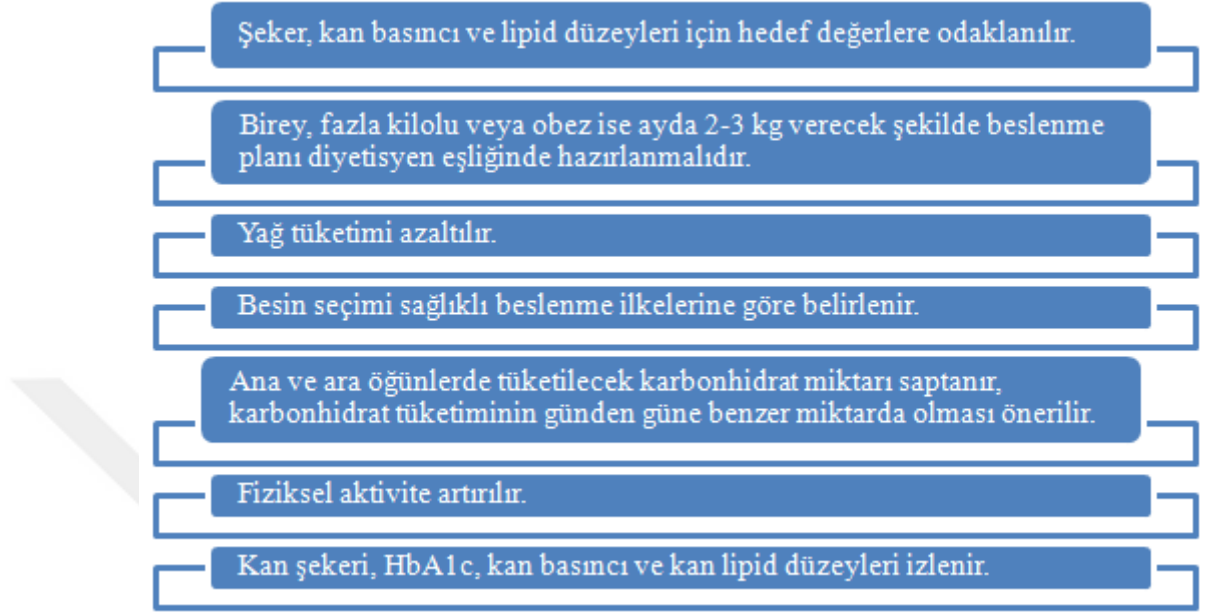 Şeker, kan basıncı ve lipid düzeyleri için hedef değerlere odaklanılır.
Birey, fazla kilolu veya obez ise ayda 2-3 kg verecek şekilde beslenme
planı diyetisyen eşliğinde hazırlanmalıdır.
Yağ tüketimi azaltılır.
Besin seçimi sağlıklı beslenme ilkelerine göre belirlenir.
Ana ve ara öğünlerde tüketilecek karbonhidrat miktarı saptanır,
karbonhidrat tüketiminin günden güne benzer miktarda olması önerilir.
Fiziksel aktivite artırılır.
Kan şekeri, HbA1c, kan basıncı ve kan lipid düzeyleri izlenir.